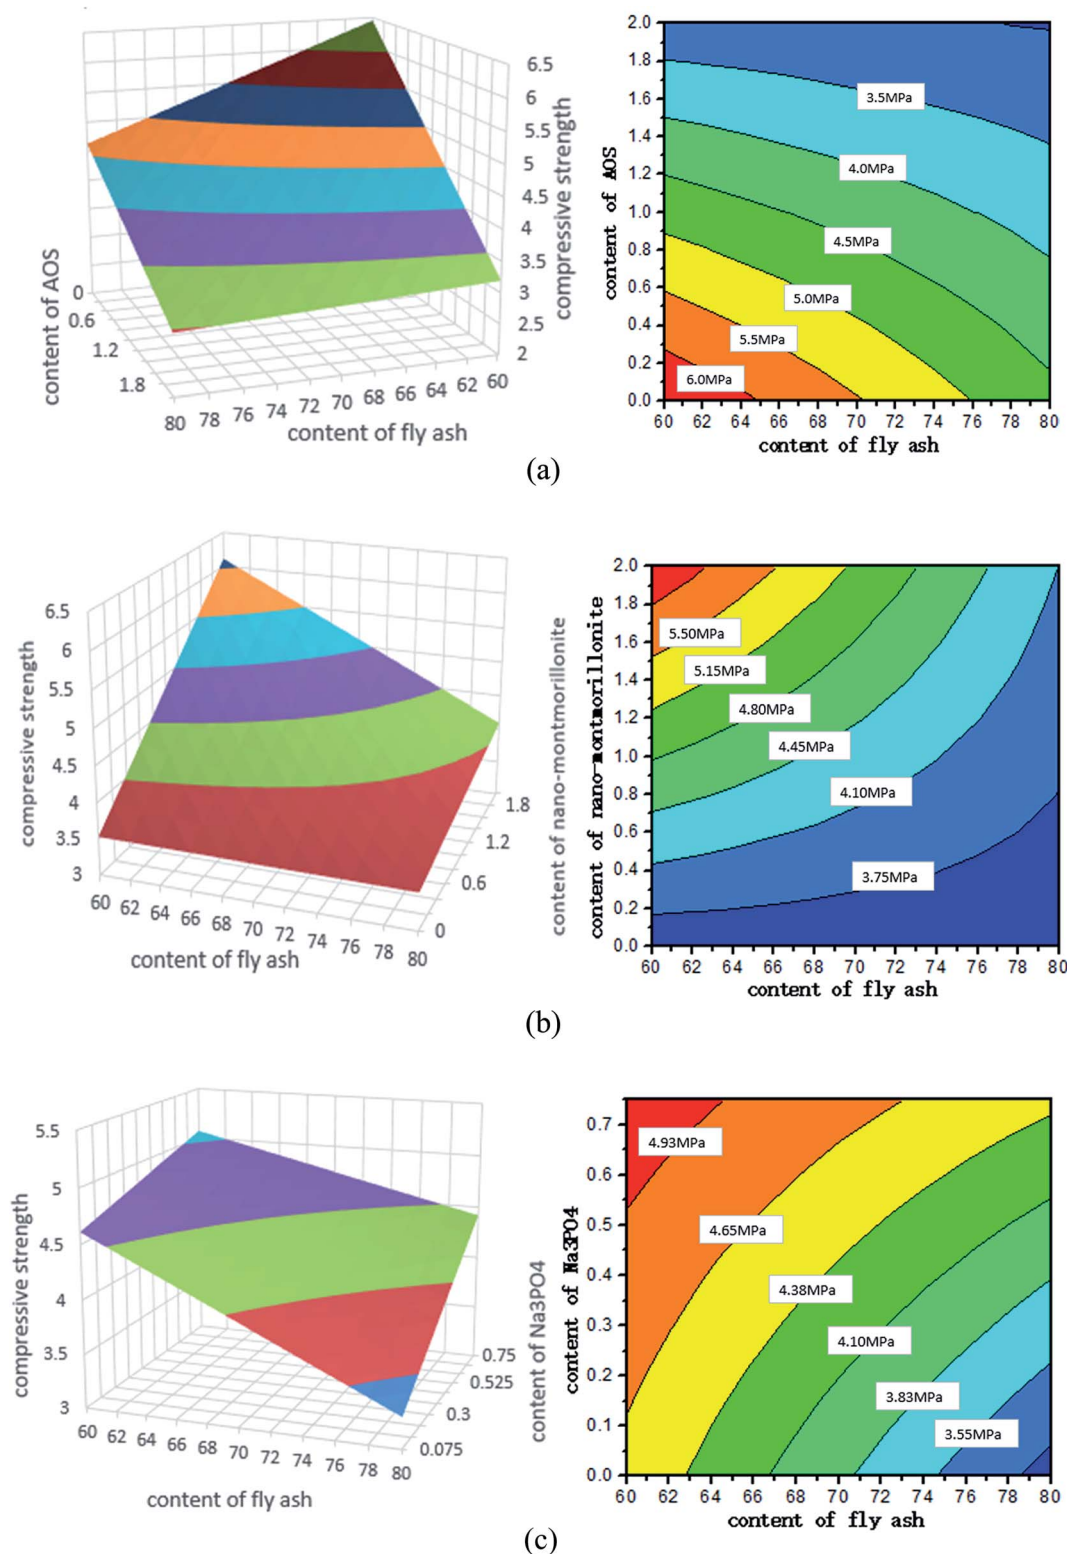 6.5
6
5.5
5
4.5
4
3.5
3
2.5
2
compressive strength
content of AOS
0
0.6
1.2
1.8
80 78 76 74 72 70 68 66 64 62 60
content of fly ash
2.0
1.8
1.6
1.4
1.2
1.0
0.8
0.6
0.4
0.2
0.0
content of AOS
3.5MPa
4.0MPa
4.5MPa
5.0MPa
5.5MPa
6.0MPa
60 62 64 66 68 70 72 74 76 78 80
content of fly ash
(a)
6.5
6
5.5
5
4.5
4
3.5
3
compressive strength
60 62 64 66 68 70 72 74 76 78 80
content of fly ash
1.8
1.2
0.6
0
content of nano-montmorillonite
2.0
1.8
1.6
1.4
1.2
1.0
0.8
0.6
0.4
0.2
0.0
content of nano-montmorillonite
5.50MPa
5.15MPa
4.80MPa
4.45MPa
4.10MPa
3.75MPa
60 62 64 66 68 70 72 74 76 78 80
content of fly ash
(b)
5.5
5
4.5
4
3.5
3
compressive strength
60 62 64 66 68 70 72 74 76 78 80
content of fly ash
0.75
0.525
0.3
0.075
content of Na3PO4
0.7
0.6
0.5
0.4
0.3
0.2
0.1
0.0
content of Na3PO4
4.93MPa
4.65MPa
4.38MPa
4.10MPa
3.83MPa
3.55MPa
60 62 64 66 68 70 72 74 76 78 80
content of fly ash
(c)